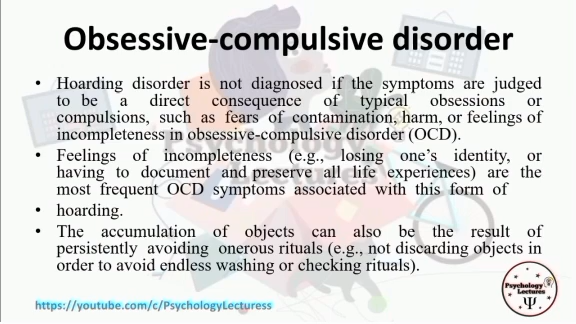 Obsessive-compulsive disorder
• Hoarding disorder is not diagnosed if the symptoms are judged
to be a direct consequence of typical obsessions or
compulsions, such as fears of contamination, harm, or feelings of
incompleteness in obsessive-compulsive disorder (OCD).
• Feelings of incompleteness (e.g., losing one's identity, or
having to document and preserve all life experiences) are the
most frequent OCD symptoms associated with this form of
• hoarding.
• The accumulation of objects can also be the result of
persistently avoiding onerous rituals (e.g., not discarding objects in
order to avoid endless washing or checking rituals).
Psychology
Lectures
https://youtube.com/c/PsychologyLecturess
Psychology
Lectures
Ψ